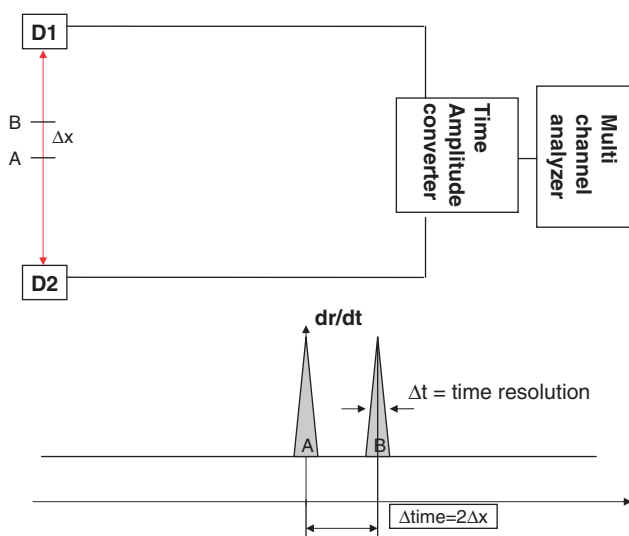 D1
B
Δx
A
D2
Time
Amplitude
converter
Multi
channel
analyzer
dr/dt
Δt = time resolution
A
B
Δtime=2Δx